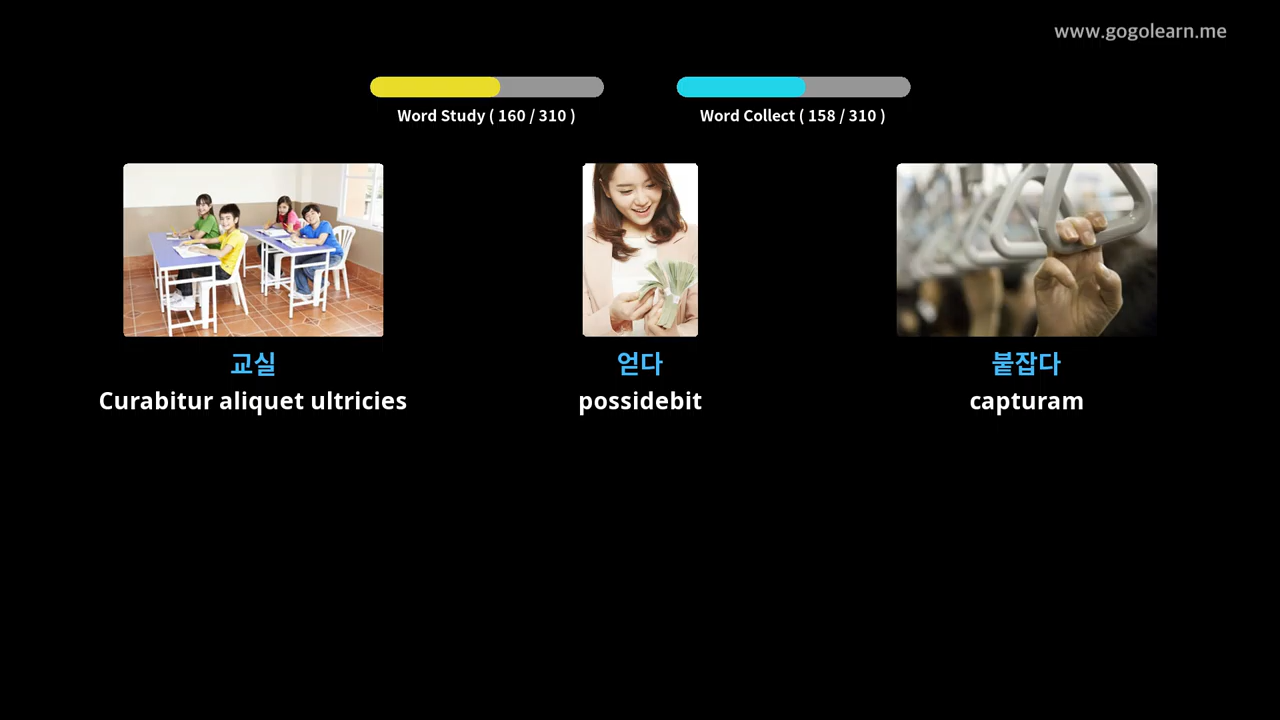 www.gogolearn.me
Word Study ( 160 / 310 )
Word Collect ( 158 / 310 )
교실
Curabitur aliquet ultricies
얻다
possidebit
붙잡다
capturam